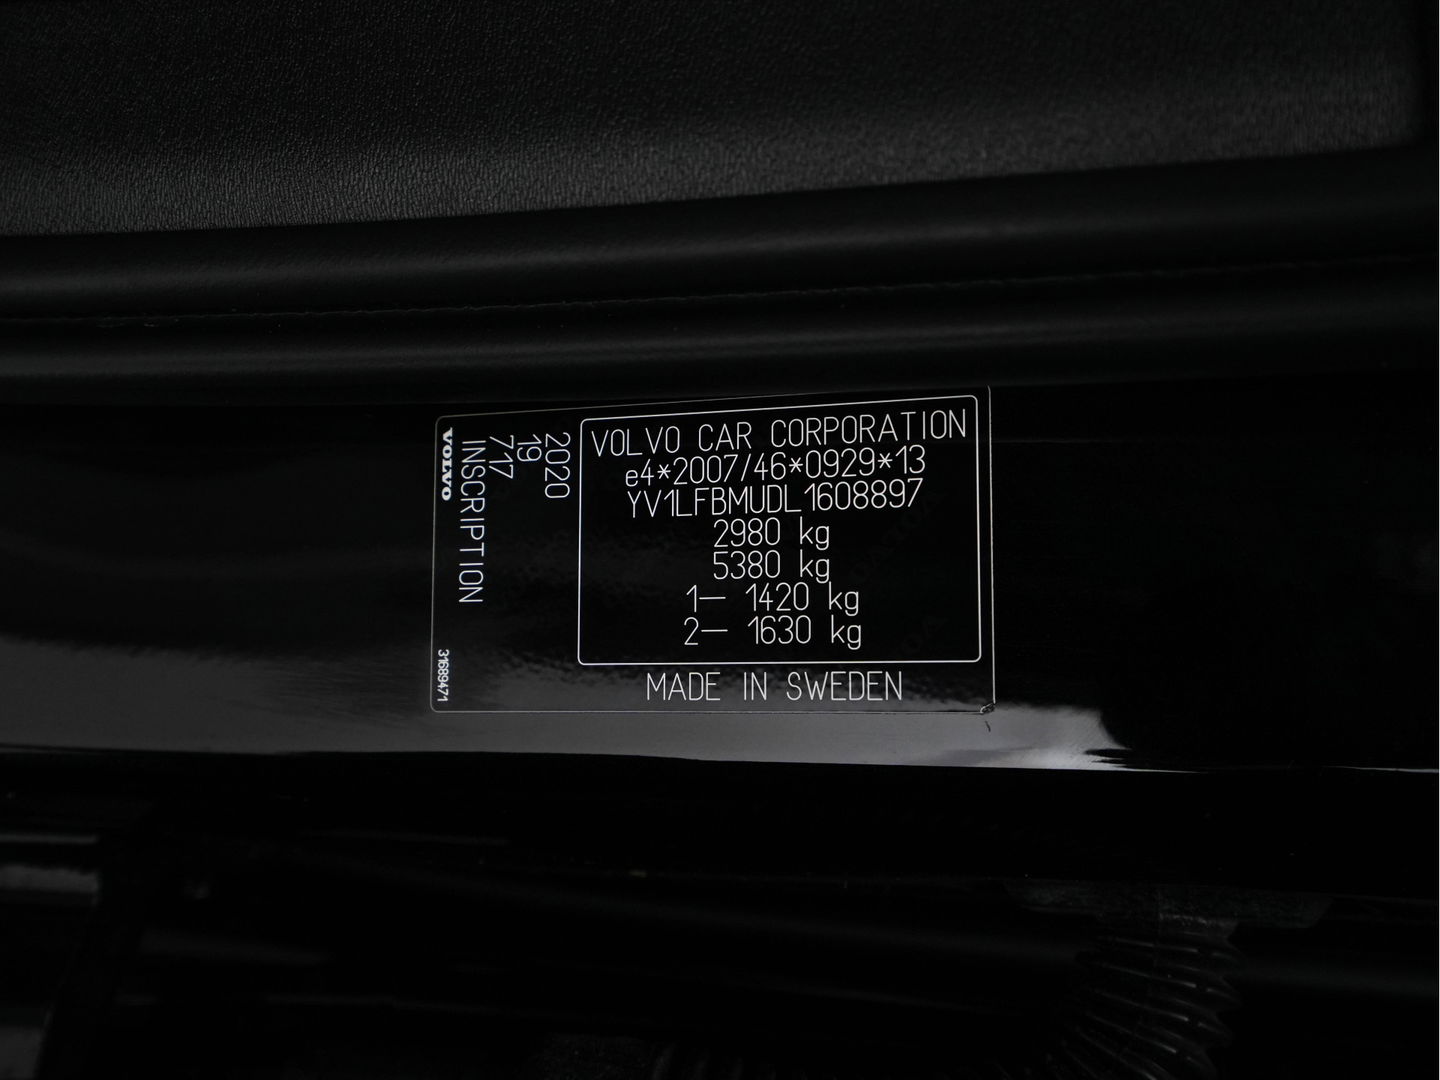 VOLVO CAR CORPORATION
e4*2007/46*0929*13
YV1LFBMUDL1608897
2980 kg
5380 kg
1— 1420 kg
2— 1630 kg
MADE IN SWEDEN
2020
19
717
INSCRIPTION
VOLVO
31689471